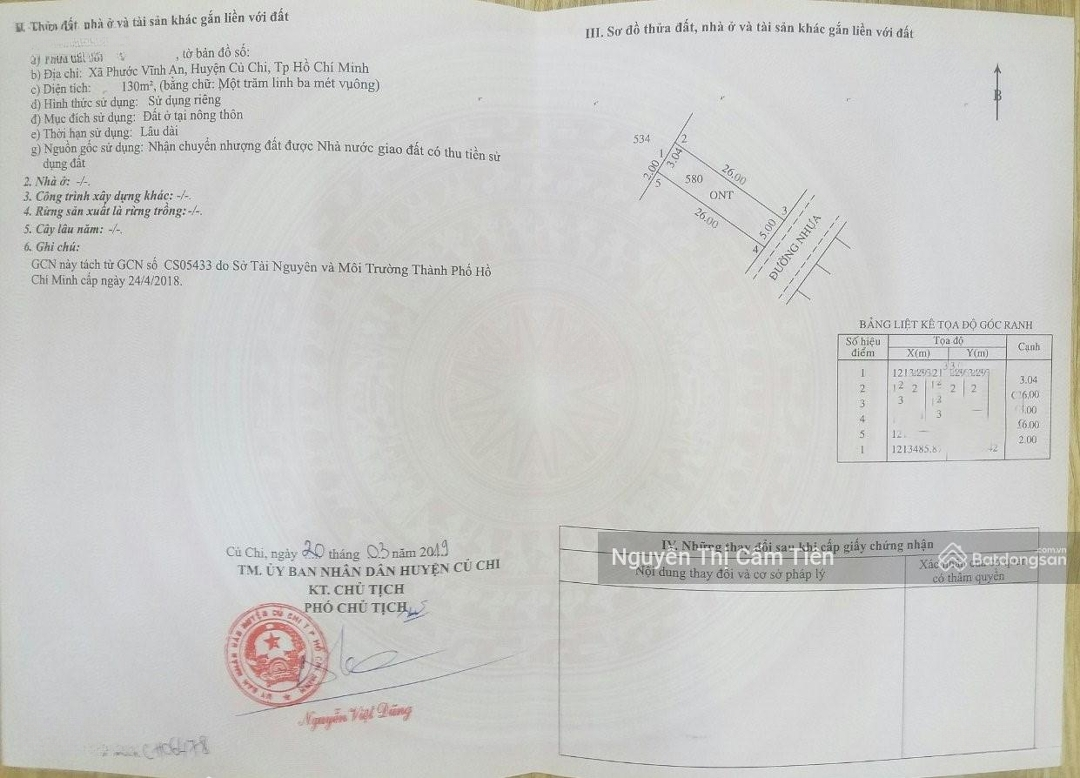 II. Thửa đất, nhà ở và tài sản khác gắn liền với đất
, tờ bản đồ số:
b) Địa chỉ: Xã Phước Vĩnh An, Huyện Củ Chi, Tp Hồ Chí Minh
c) Diện tích: 130m², (bằng chữ: Một trăm linh ba mét vuông)
d) Hình thức sử dụng: Sử dụng riêng
đ) Mục đích sử dụng: Đất ở tại nông thôn
e) Thời hạn sử dụng: Lâu dài
g) Nguồn gốc sử dụng: Nhận chuyển nhượng đất được Nhà nước giao đất có thu tiền sử
dụng đất
2. Nhà ở: -/-.
3. Công trình xây dựng khác: -/-.
4. Rừng sản xuất là rừng trồng:-/-.
5. Cây lâu năm: -/-.
6. Ghi chú:
GCN này tách từ GCN số CS05433 do Sở Tài Nguyên và Môi Trường Thành Phố Hồ
Chí Minh cấp ngày 24/4/2018.
Củ Chi, ngày 20 tháng 03 năm 2019
TM. ỦY BAN NHÂN DÂN HUYỆN CỦ CHI
KT. CHỦ TỊCH
PHÓ CHỦ TỊCH
Nguyễn Việt Dũng
III. Sơ đồ thửa đất, nhà ở và tài sản khác gắn liền với đất
B
534
2
1
3.04
2.00
5
26.00
580
ONT
26.00
3
5.00
4
ĐƯỜNG NHỰA
BẢNG LIỆT KÊ TỌA ĐỘ GÓC RANH
Số hiệu điểm Tọa độ Cạnh
X(m) Y(m)
1
3.04
2
3
4
5
2.00
1
IV. Những thay đổi sau khi cấp giấy chứng nhận
Nội dung thay đổi và cơ sở pháp lý
có thẩm quyền
Nguyễn Thị Cẩm Tiên
Batdongsan.com.vn